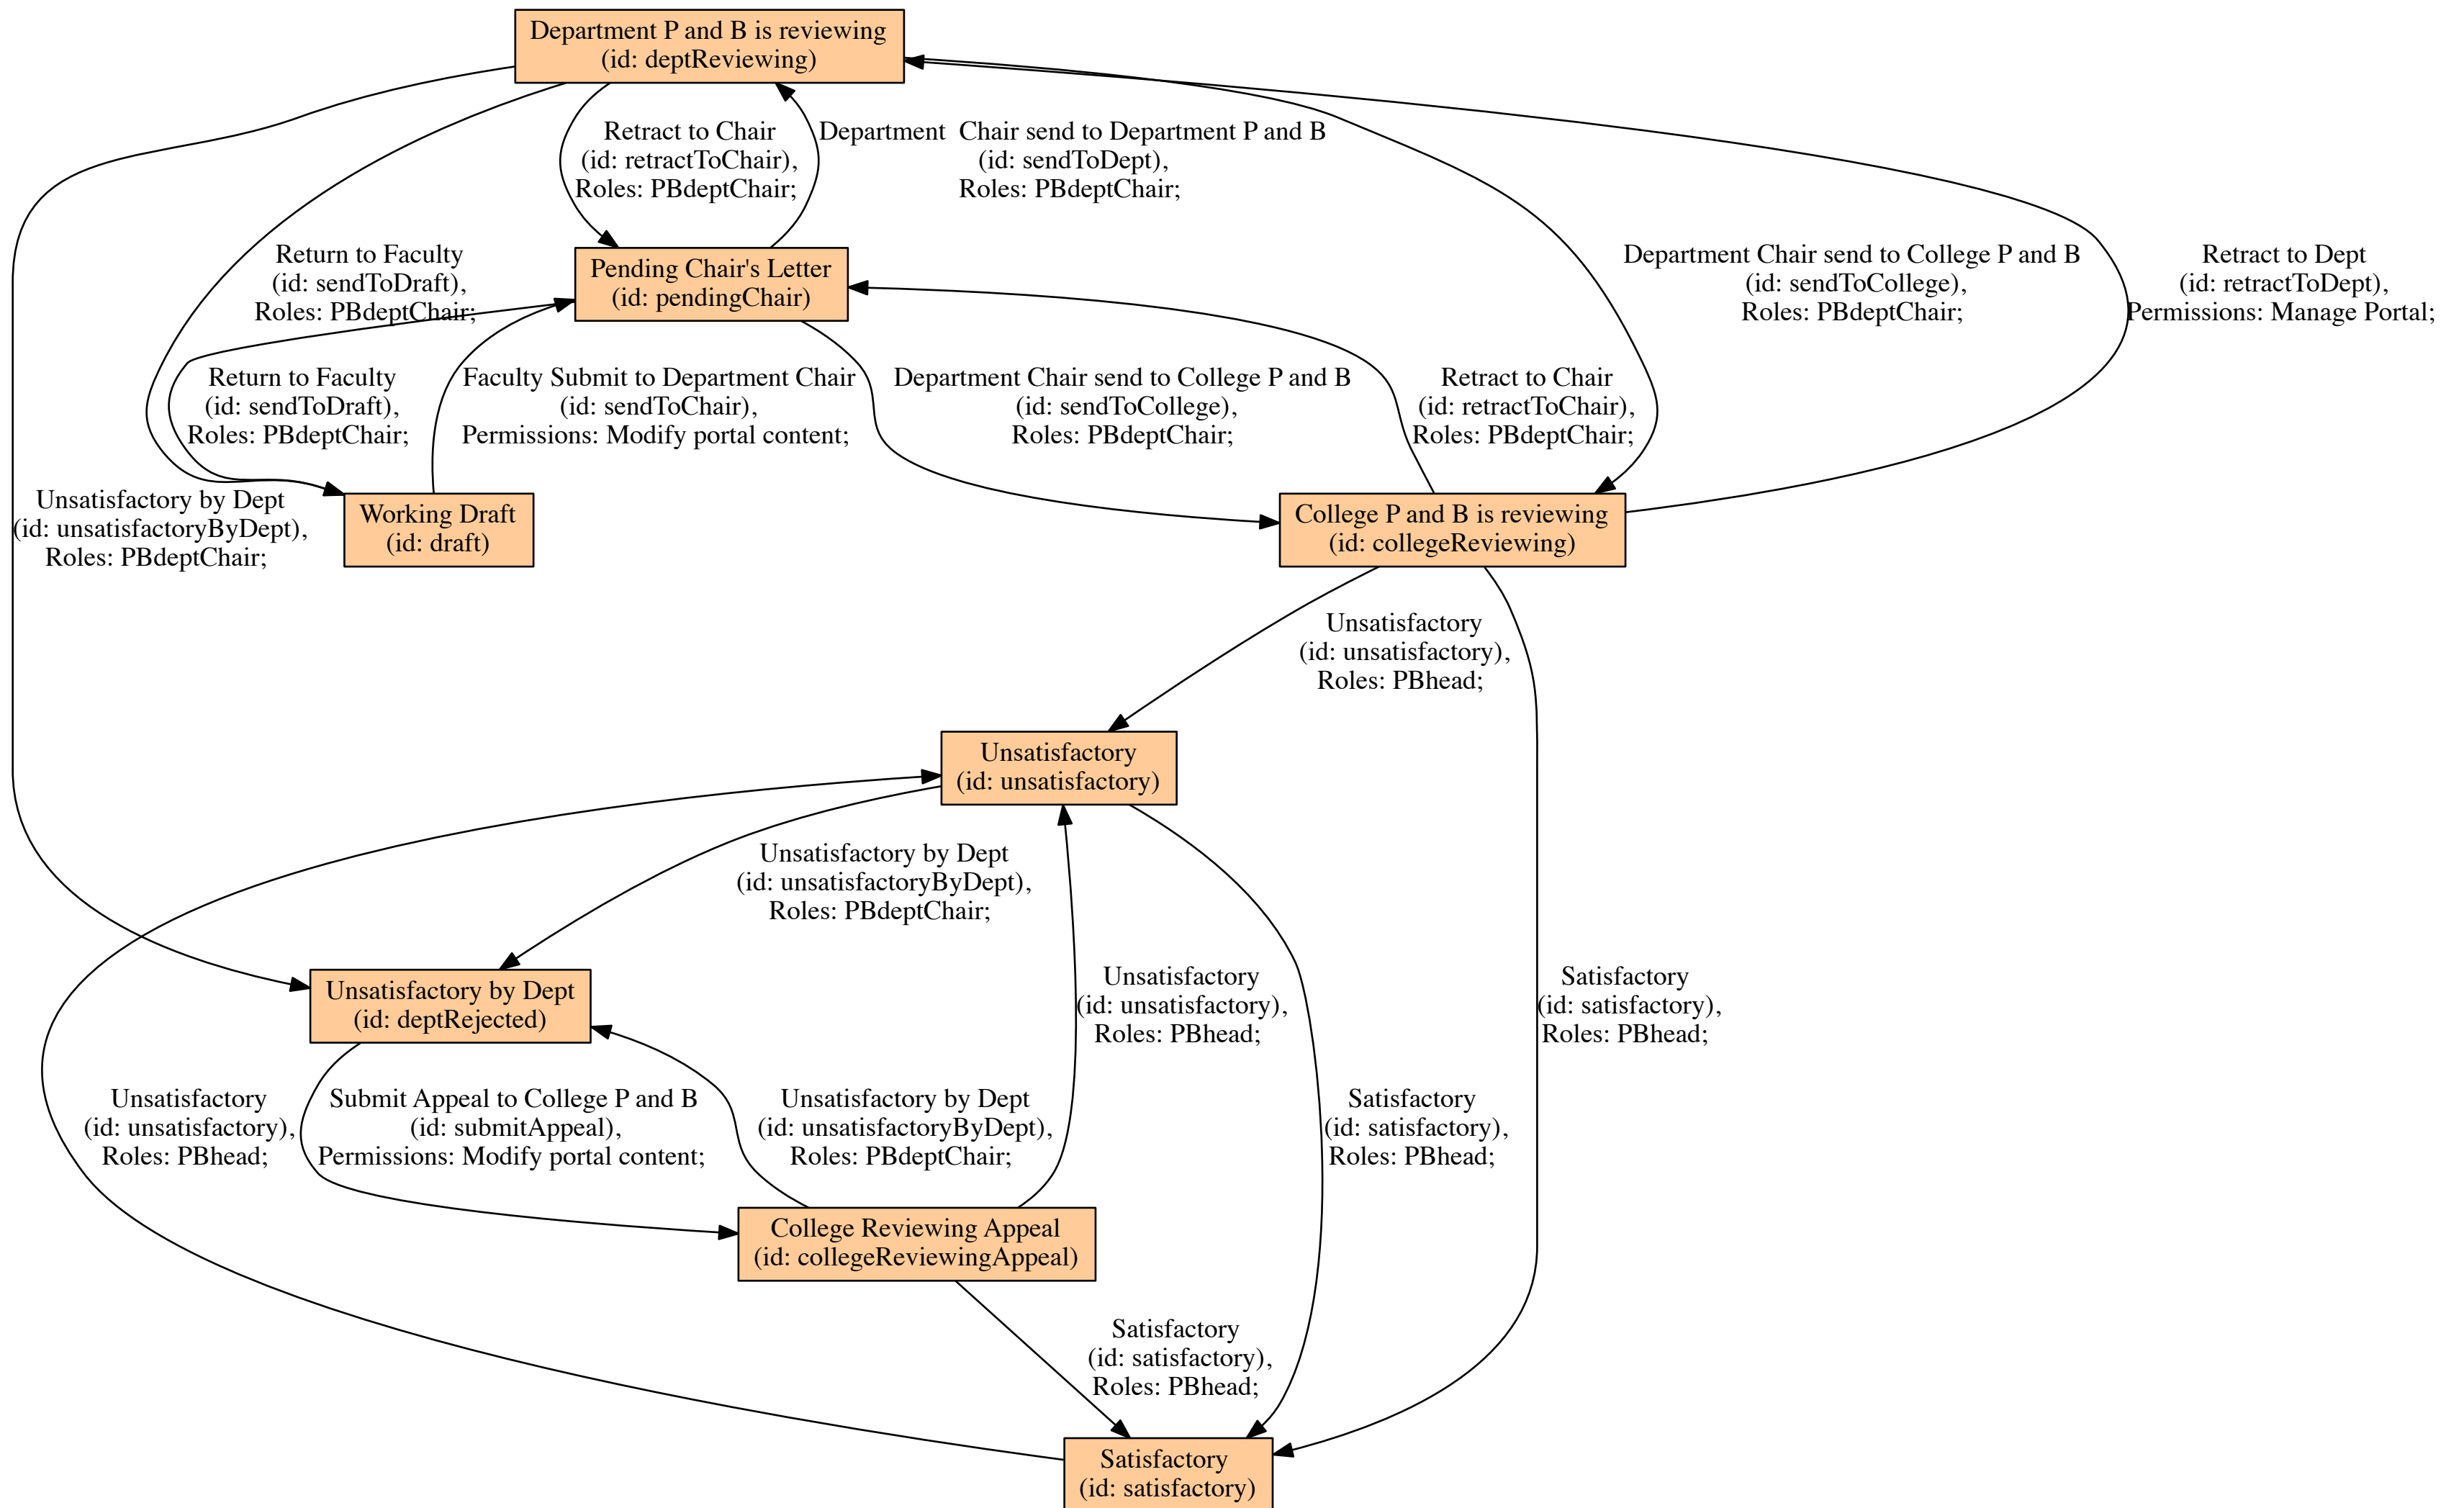 Department P and B is reviewing
(id: deptReviewing)
Retract to Chair
(id: retractToChair),
Roles: PBdeptChair;
Department  Chair send to Department P and B
(id: sendToDept),
Roles: PBdeptChair;
Return to Faculty
(id: sendToDraft),
Roles: PBdeptChair;
Pending Chair's Letter
(id: pendingChair)
Department Chair send to College P and B
(id: sendToCollege),
Roles: PBdeptChair;
Retract to Dept
(id: retractToDept),
Permissions: Manage Portal;
Return to Faculty
(id: sendToDraft),
Roles: PBdeptChair;
Faculty Submit to Department Chair
(id: sendToChair),
Permissions: Modify portal content;
Department Chair send to College P and B
(id: sendToCollege),
Roles: PBdeptChair;
Retract to Chair
(id: retractToChair),
Roles: PBdeptChair;
Unsatisfactory by Dept
(id: unsatisfactoryByDept),
Roles: PBdeptChair;
Working Draft
(id: draft)
College P and B is reviewing
(id: collegeReviewing)
Unsatisfactory
(id: unsatisfactory),
Roles: PBhead;
Unsatisfactory
(id: unsatisfactory)
Unsatisfactory by Dept
(id: unsatisfactoryByDept),
Roles: PBdeptChair;
Unsatisfactory by Dept
(id: deptRejected)
Unsatisfactory
(id: unsatisfactory),
Roles: PBhead;
Satisfactory
(id: satisfactory),
Roles: PBhead;
Unsatisfactory
(id: unsatisfactory),
Roles: PBhead;
Submit Appeal to College P and B
(id: submitAppeal),
Permissions: Modify portal content;
Unsatisfactory by Dept
(id: unsatisfactoryByDept),
Roles: PBdeptChair;
Satisfactory
(id: satisfactory),
Roles: PBhead;
College Reviewing Appeal
(id: collegeReviewingAppeal)
Satisfactory
(id: satisfactory),
Roles: PBhead;
Satisfactory
(id: satisfactory)